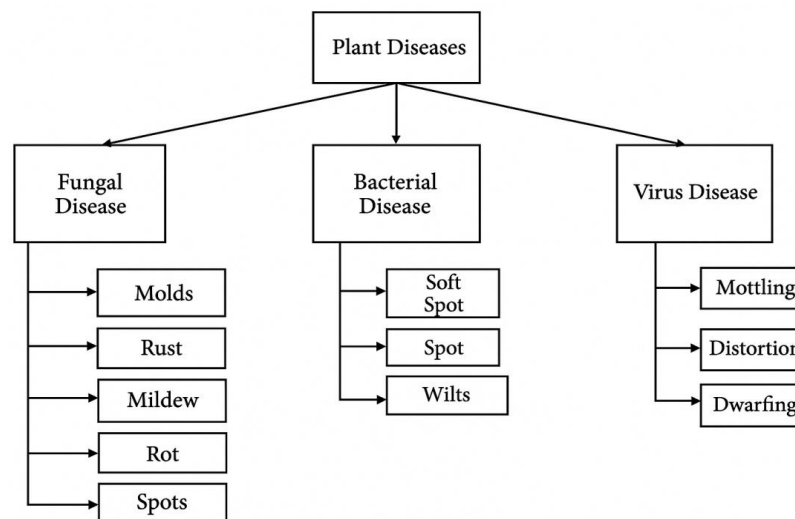 Plant Diseases
Fungal
Disease
Bacterial
Disease
Virus Disease
Molds
Rust
Mildew
Rot
Spots
Soft
Spot
Spot
Wilts
Mottling
Distortion
Dwarfing